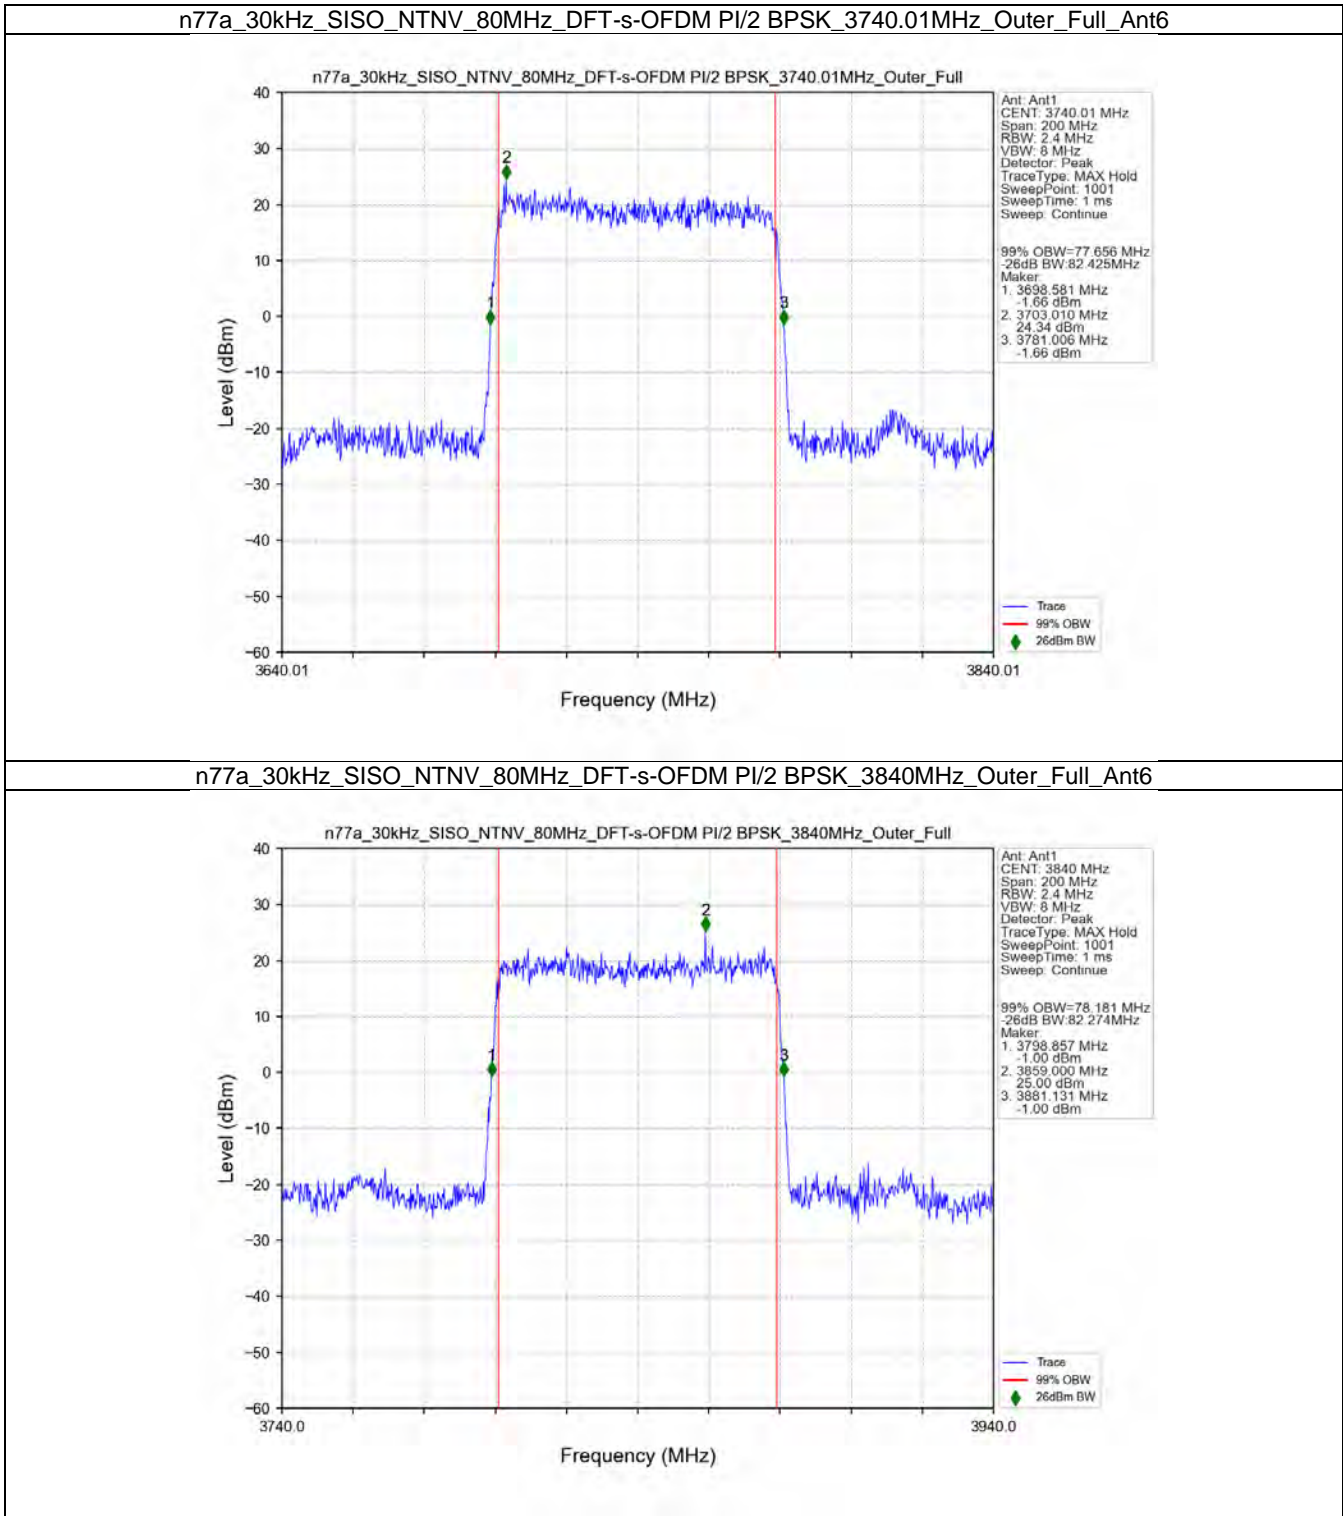 n77a_30kHz_SISO_NTNV_80MHz_DFT-s-OFDM PI/2 BPSK_3740.01MHz_Outer_Full_Ant6
n77a_30kHz_SISO_NTNV_80MHz_DFT-s-OFDM PI/2 BPSK_3740.01MHz_Outer_Full
40
30
20
10
0
−10
−20
−30
−40
−50
−60
Level (dBm)
1
2
3
3640.01
3840.01
Frequency (MHz)
Ant: Ant1
CENT: 3740.01 MHz
Span: 200 MHz
RBW: 2.4 MHz
VBW: 8 MHz
Detector: Peak
TraceType: MAX Hold
SweepPoint: 1001
SweepTime: 1 ms
Sweep: Continue
99% OBW=77.656 MHz
-26dB BW:82.425MHz
Maker:
1. 3698.581 MHz
-1.66 dBm
2. 3703.010 MHz
24.34 dBm
3. 3781.006 MHz
-1.66 dBm
Trace
99% OBW
26dBm BW
n77a_30kHz_SISO_NTNV_80MHz_DFT-s-OFDM PI/2 BPSK_3840MHz_Outer_Full_Ant6
n77a_30kHz_SISO_NTNV_80MHz_DFT-s-OFDM PI/2 BPSK_3840MHz_Outer_Full
40
30
20
10
0
−10
−20
−30
−40
−50
−60
Level (dBm)
1
2
3
3740.0
3940.0
Frequency (MHz)
Ant: Ant1
CENT: 3840 MHz
Span: 200 MHz
RBW: 2.4 MHz
VBW: 8 MHz
Detector: Peak
TraceType: MAX Hold
SweepPoint: 1001
SweepTime: 1 ms
Sweep: Continue
99% OBW=78.181 MHz
-26dB BW:82.274MHz
Maker:
1. 3798.857 MHz
-1.00 dBm
2. 3859.000 MHz
25.00 dBm
3. 3881.131 MHz
-1.00 dBm
Trace
99% OBW
26dBm BW